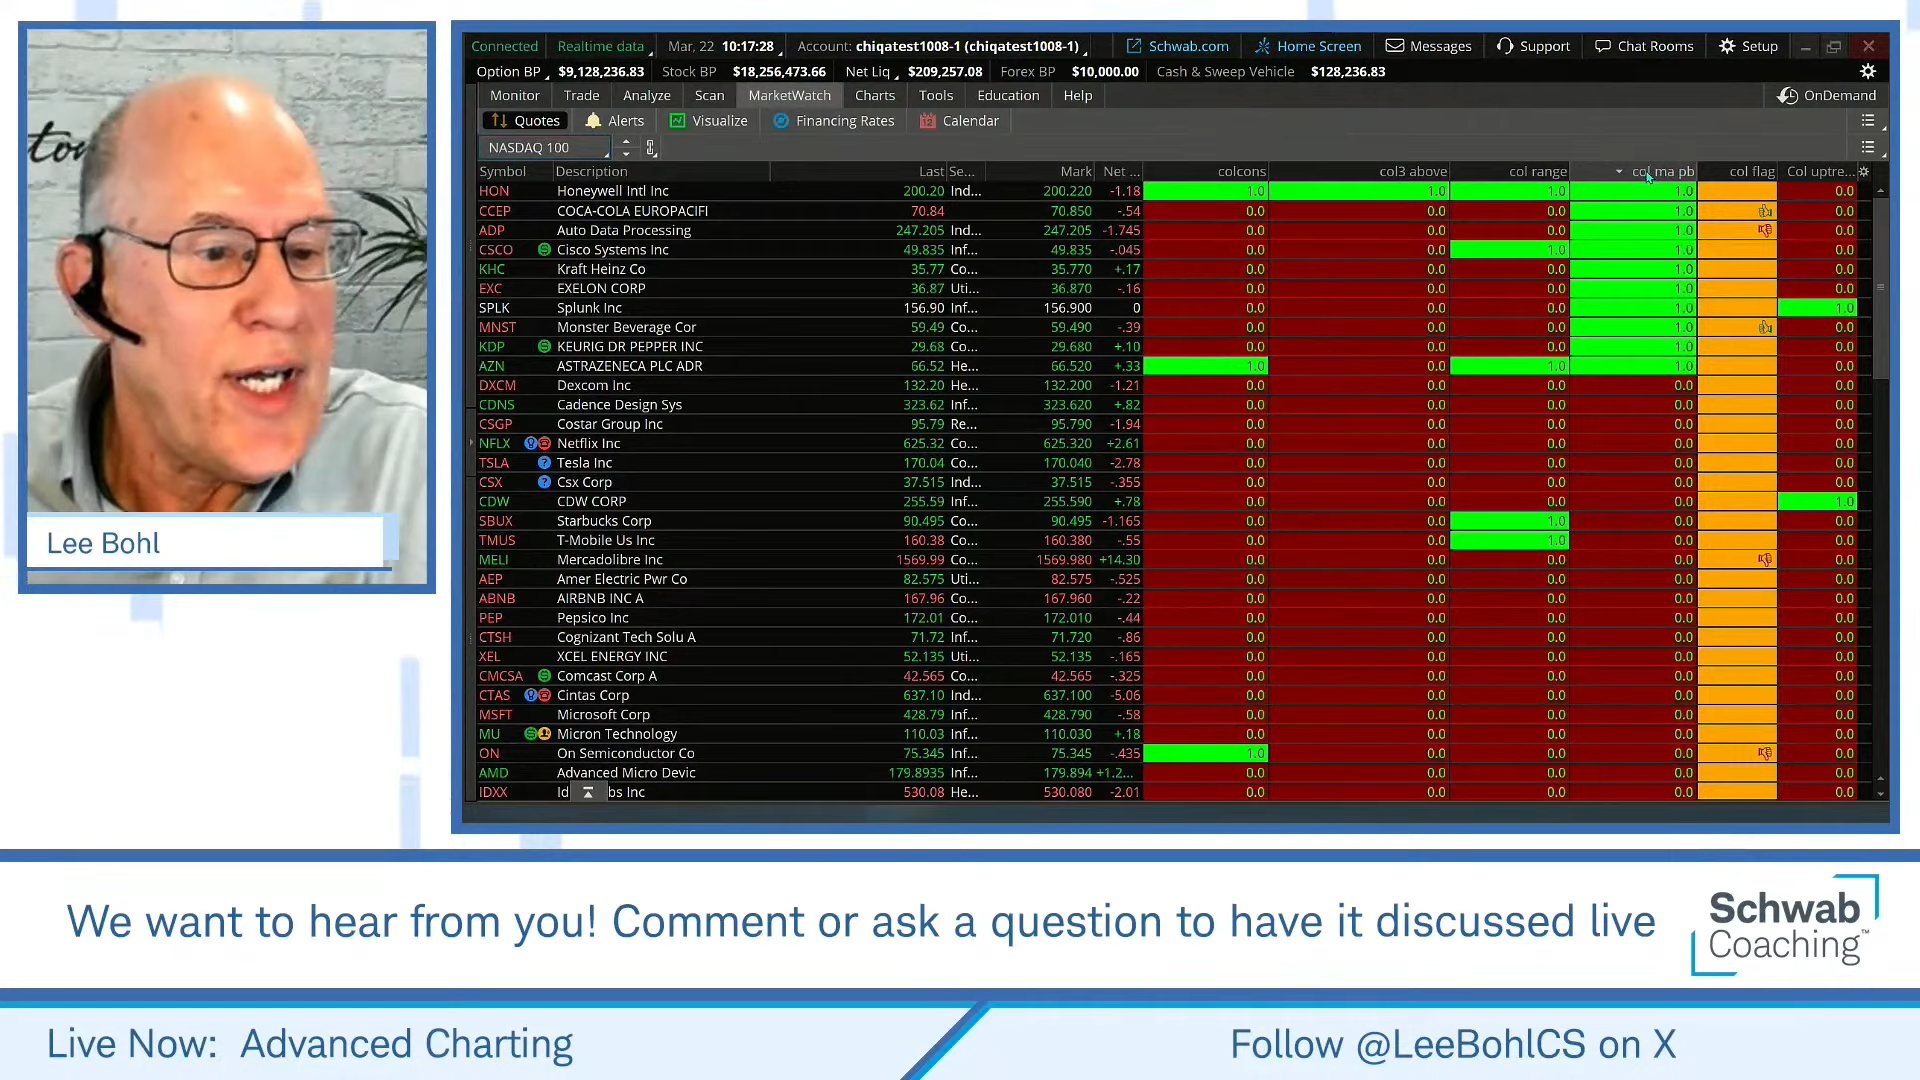 Lee Bohl
Connected Realtime data Mar, 22 10:17:28 Account: chiqatest1008-1 (chiqatest1008-1) Schwab.com Home Screen Messages Support Chat Rooms Setup
Option BP $9,128,236.83 Stock BP $18,256,473.66 Net Liq $209,257.08 Forex BP $10,000.00 Cash & Sweep Vehicle $128,236.83
Monitor Trade Analyze Scan MarketWatch Charts Tools Education Help OnDemand
Quotes Alerts Visualize Financing Rates Calendar
NASDAQ 100
Symbol Description Last Se... Mark Net ... colcons col3 above col range col ma pb col flag Col uptre...
HON Honeywell Intl Inc 200.20 Ind... 200.220 -1.18 1.0 1.0 1.0 1.0 0.0
CCEP COCA-COLA EUROPACIFI 70.84 70.850 -.54 0.0 0.0 0.0 1.0 0.0
ADP Auto Data Processing 247.205 Ind... 247.205 -1.745 0.0 0.0 0.0 1.0 0.0
CSCO Cisco Systems Inc 49.835 Inf... 49.835 -.045 0.0 0.0 1.0 1.0 0.0
KHC Kraft Heinz Co 35.77 Co... 35.770 +.17 0.0 0.0 0.0 1.0 0.0
EXC EXELON CORP 36.87 Uti... 36.870 -.16 0.0 0.0 0.0 1.0 0.0
SPLK Splunk Inc 156.90 Inf... 156.900 0 0.0 0.0 0.0 1.0 1.0
MNST Monster Beverage Cor 59.49 Co... 59.490 -.39 0.0 0.0 0.0 1.0 0.0
KDP KEURIG DR PEPPER INC 29.68 Co... 29.680 +.10 0.0 0.0 0.0 1.0 0.0
AZN ASTRAZENECA PLC ADR 66.52 He... 66.520 +.33 1.0 0.0 1.0 1.0 0.0
DXCM Dexcom Inc 132.20 He... 132.200 -1.21 0.0 0.0 0.0 0.0 0.0
CDNS Cadence Design Sys 323.62 Inf... 323.620 +.82 0.0 0.0 0.0 0.0 0.0
CSGP Costar Group Inc 95.79 Re... 95.790 -1.94 0.0 0.0 0.0 0.0 0.0
NFLX Netflix Inc 625.32 Co... 625.320 +2.61 0.0 0.0 0.0 0.0 0.0
TSLA Tesla Inc 170.04 Co... 170.040 -2.78 0.0 0.0 0.0 0.0 0.0
CSX Csx Corp 37.515 Ind... 37.515 -.355 0.0 0.0 0.0 0.0 0.0
CDW CDW CORP 255.59 Inf... 255.590 +.78 0.0 0.0 0.0 0.0 1.0
SBUX Starbucks Corp 90.495 Co... 90.495 -1.165 0.0 0.0 1.0 0.0 0.0
TMUS T-Mobile Us Inc 160.38 Co... 160.380 -.55 0.0 0.0 1.0 0.0 0.0
MELI Mercadolibre Inc 1569.99 Co... 1569.980 +14.30 0.0 0.0 0.0 0.0 0.0
AEP Amer Electric Pwr Co 82.575 Uti... 82.575 -.525 0.0 0.0 0.0 0.0 0.0
ABNB AIRBNB INC A 167.96 Co... 167.960 -.22 0.0 0.0 0.0 0.0 0.0
PEP Pepsico Inc 172.01 Co... 172.010 -.44 0.0 0.0 0.0 0.0 0.0
CTSH Cognizant Tech Solu A 71.72 Inf... 71.720 -.86 0.0 0.0 0.0 0.0 0.0
XEL XCEL ENERGY INC 52.135 Uti... 52.135 -.165 0.0 0.0 0.0 0.0 0.0
CMCSA Comcast Corp A 42.565 Co... 42.565 -.325 0.0 0.0 0.0 0.0 0.0
CTAS Cintas Corp 637.10 Ind... 637.100 -5.06 0.0 0.0 0.0 0.0 0.0
MSFT Microsoft Corp 428.79 Inf... 428.790 -.58 0.0 0.0 0.0 0.0 0.0
MU Micron Technology 110.03 Inf... 110.030 +.18 0.0 0.0 0.0 0.0 0.0
ON On Semiconductor Co 75.345 Inf... 75.345 -.435 1.0 0.0 0.0 0.0 0.0
AMD Advanced Micro Devic 179.8935 Inf... 179.894 +1.2... 0.0 0.0 0.0 0.0 0.0
IDXX Id bs Inc 530.08 He... 530.080 -2.01 0.0 0.0 0.0 0.0 0.0
We want to hear from you! Comment or ask a question to have it discussed live
Schwab
Coaching™
Live Now: Advanced Charting
Follow @LeeBohlCS on X